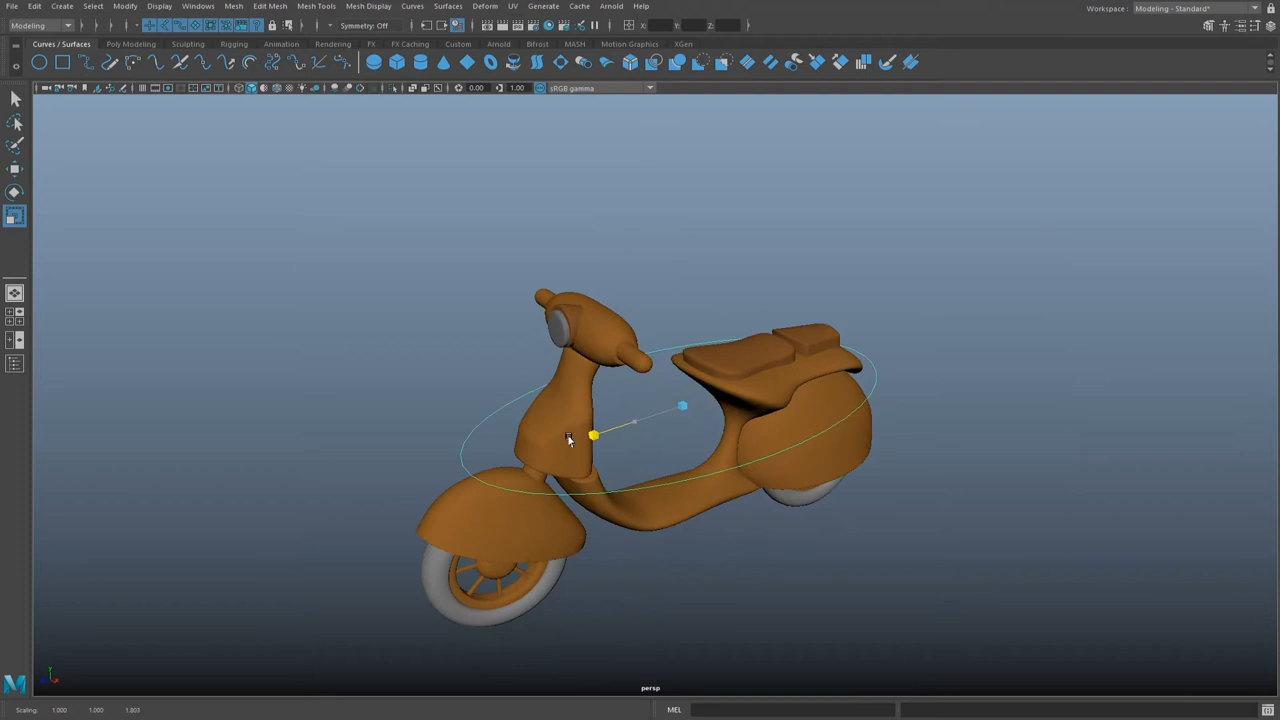 File Edit Create Select Modify Display Windows Mesh Edit Mesh Mesh Tools Mesh Display Curves Surfaces Deform UV Generate Cache Arnold Help Workspace : Modeling - Standard*
Modeling Symmetry: Off X: Y: Z:
Curves / Surfaces Poly Modeling Sculpting Rigging Animation Rendering FX FX Caching Custom Arnold Bifrost MASH Motion Graphics XGen
0.00 1.00 sRGB gamma
persp
Scaling: 1.000 1.000 1.803 MEL